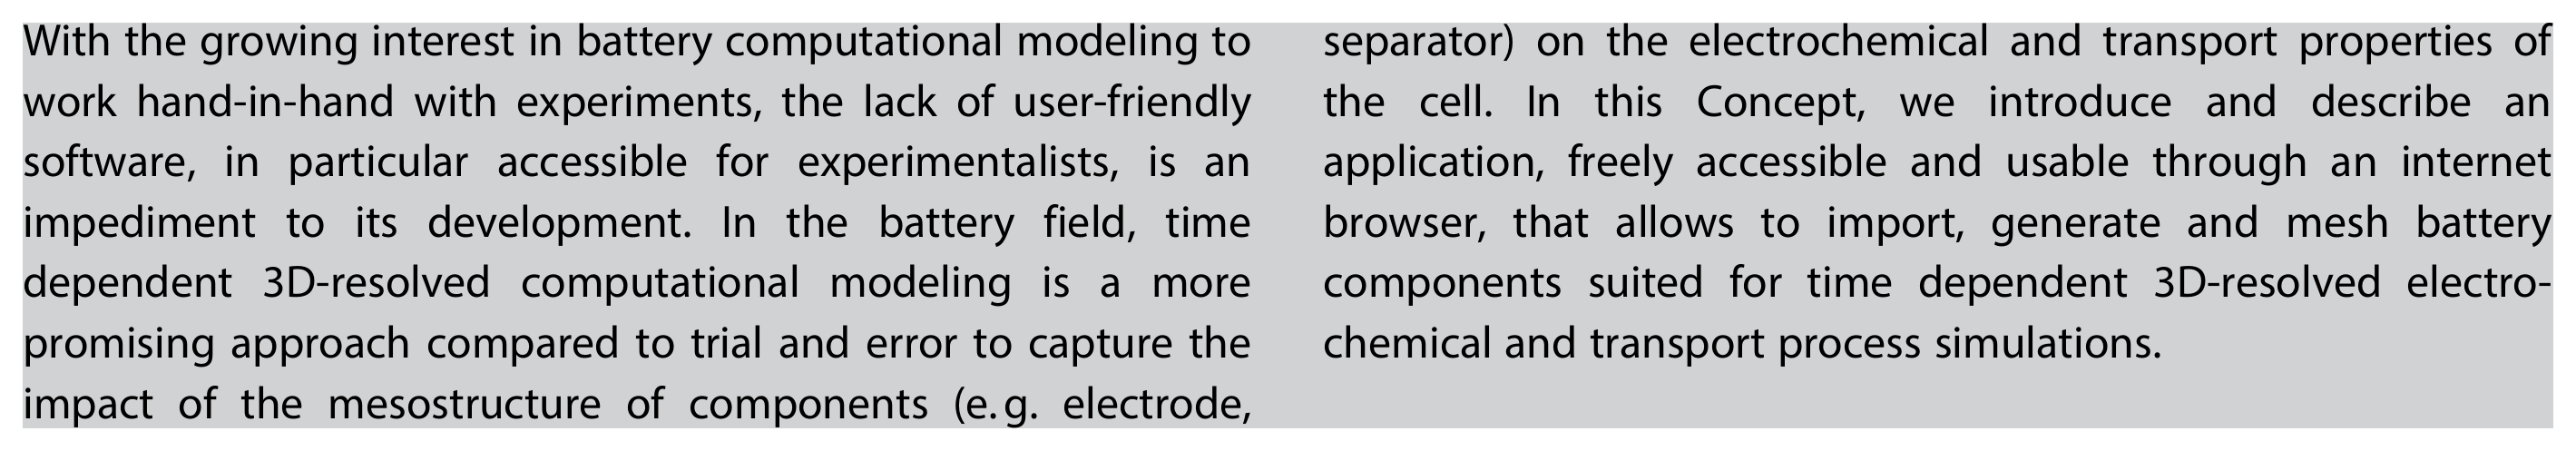 With the growing interest in battery computational modeling to
work hand-in-hand with experiments, the lack of user-friendly
software, in particular accessible for experimentalists, is an
impediment to its development. In the battery field, time
dependent 3D-resolved computational modeling is a more
promising approach compared to trial and error to capture the
impact of the mesostructure of components (e. g. electrode,
separator) on the electrochemical and transport properties of
the cell. In this Concept, we introduce and describe an
application, freely accessible and usable through an internet
browser, that allows to import, generate and mesh battery
components suited for time dependent 3D-resolved electro-
chemical and transport process simulations.